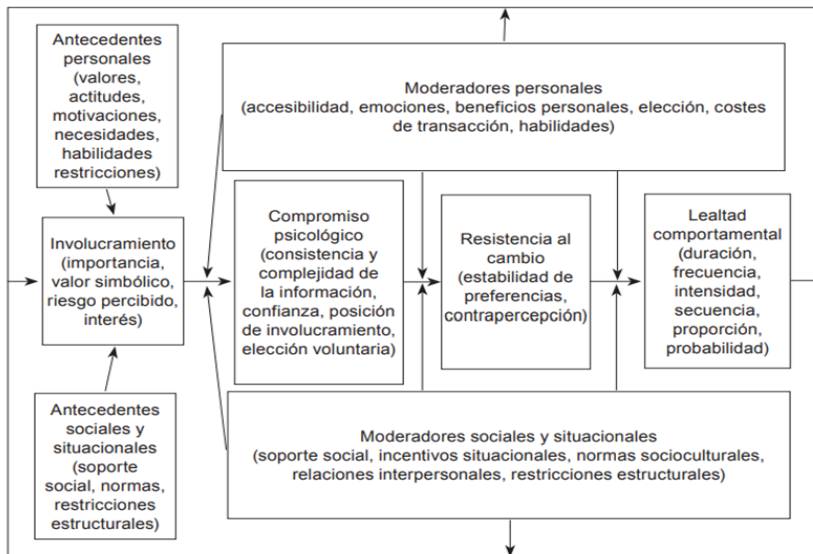 Antecedentes
personales
(valores,
actitudes,
motivaciones,
necesidades,
habilidades
restricciones)
Moderadores personales
(accesibilidad, emociones, beneficios personales, elección, costes
de transacción, habilidades)
Involucramiento
(importancia,
valor simbólico,
riesgo percibido,
interés)
Compromiso
psicológico
(consistencia y
complejidad de
la información,
confianza, posición
de involucramiento,
elección voluntaria)
Resistencia al
cambio
(estabilidad de
preferencias,
contrapercepción)
Lealtad
comportamental
(duración,
frecuencia,
intensidad,
secuencia,
proporción,
probabilidad)
Antecedentes
sociales y
situacionales
(soporte
social, normas,
restricciones
estructurales)
Moderadores sociales y situacionales
(soporte social, incentivos situacionales, normas socioculturales,
relaciones interpersonales, restricciones estructurales)